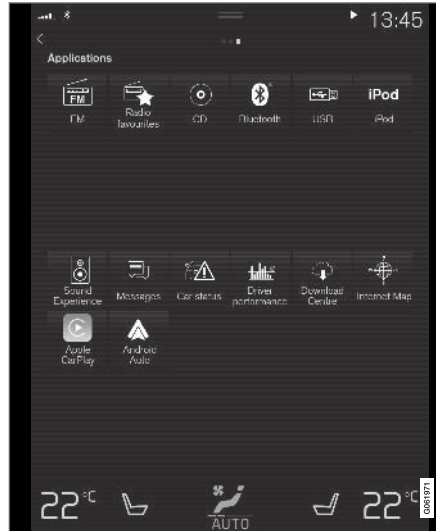 13:45
Applications
FM
iPod
FM
Radio
favourites
CD
Bluetooth
USB
iPod
Sound
Experience
Messages
Car status
Driver
performance
Download
Centre
Internet Map
Apple
CarPlay
Android
Auto
22°C
AUTO
22°C
G061971